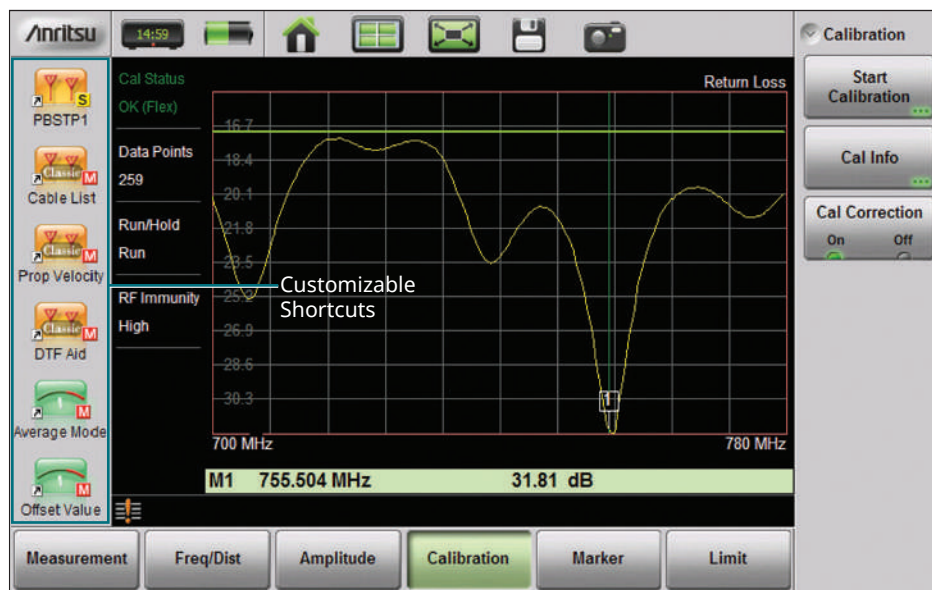 Anritsu
14:59
Calibration
PBSTP1
S
Cable List
Classic
M
Prop Velocity
Classic
M
DTF Aid
Classic
M
Average Mode
M
Offset Value
M
Cal Status
OK (Flex)
Data Points
259
Run/Hold
Run
RF Immunity
High
Return Loss
16.7
18.4
20.1
21.8
23.5
25.2
26.9
28.6
30.3
1
Customizable
Shortcuts
700 MHz
780 MHz
M1 755.504 MHz 31.81 dB
Start
Calibration
Cal Info
Cal Correction
On Off
Measurement
Freq/Dist
Amplitude
Calibration
Marker
Limit